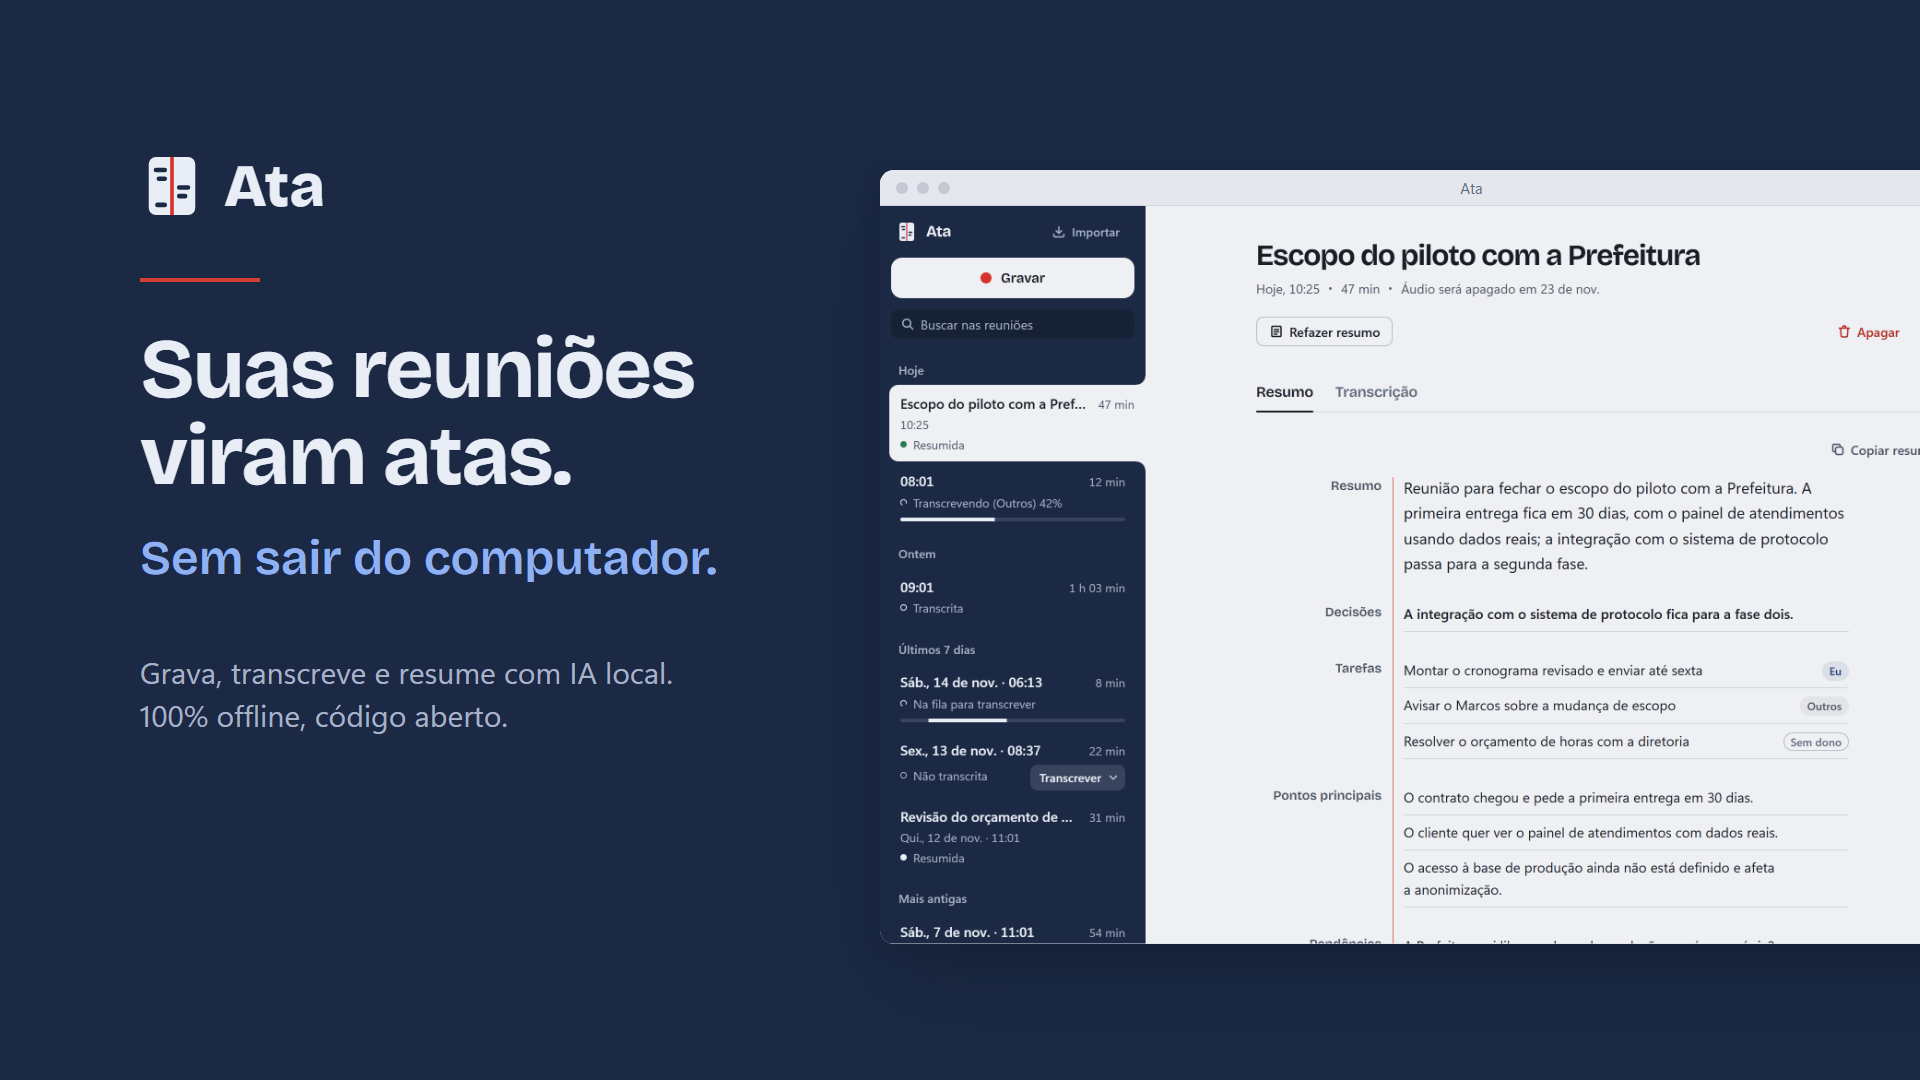 Ata
Suas reuniões
viram atas.
Sem sair do computador.
Grava, transcreve e resume com IA local.
100% offline, código aberto.
Ata
Ata
Importar
Gravar
Buscar nas reuniões
Hoje
Escopo do piloto com a Pref... 47 min
10:25
Resumida
08:01 12 min
Transcrevendo (Outros) 42%
Ontem
09:01 1 h 03 min
Transcrita
Últimos 7 dias
Sáb., 14 de nov. · 06:13 8 min
Na fila para transcrever
Sex., 13 de nov. · 08:37 22 min
Não transcrita Transcrever
Revisão do orçamento de ... 31 min
Qui., 12 de nov. · 11:01
Resumida
Mais antigas
Sáb., 7 de nov. · 11:01 54 min
Escopo do piloto com a Prefeitura
Hoje, 10:25 • 47 min • Áudio será apagado em 23 de nov.
Refazer resumo
Apagar
Resumo Transcrição
Copiar
Resumo
Reunião para fechar o escopo do piloto com a Prefeitura. A
primeira entrega fica em 30 dias, com o painel de atendimentos
usando dados reais; a integração com o sistema de protocolo
passa para a segunda fase.
Decisões
A integração com o sistema de protocolo fica para a fase dois.
Tarefas
Montar o cronograma revisado e enviar até sexta Eu
Avisar o Marcos sobre a mudança de escopo Outros
Resolver o orçamento de horas com a diretoria Sem dono
Pontos principais
O contrato chegou e pede a primeira entrega em 30 dias.
O cliente quer ver o painel de atendimentos com dados reais.
O acesso à base de produção ainda não está definido e afeta
a anonimização.